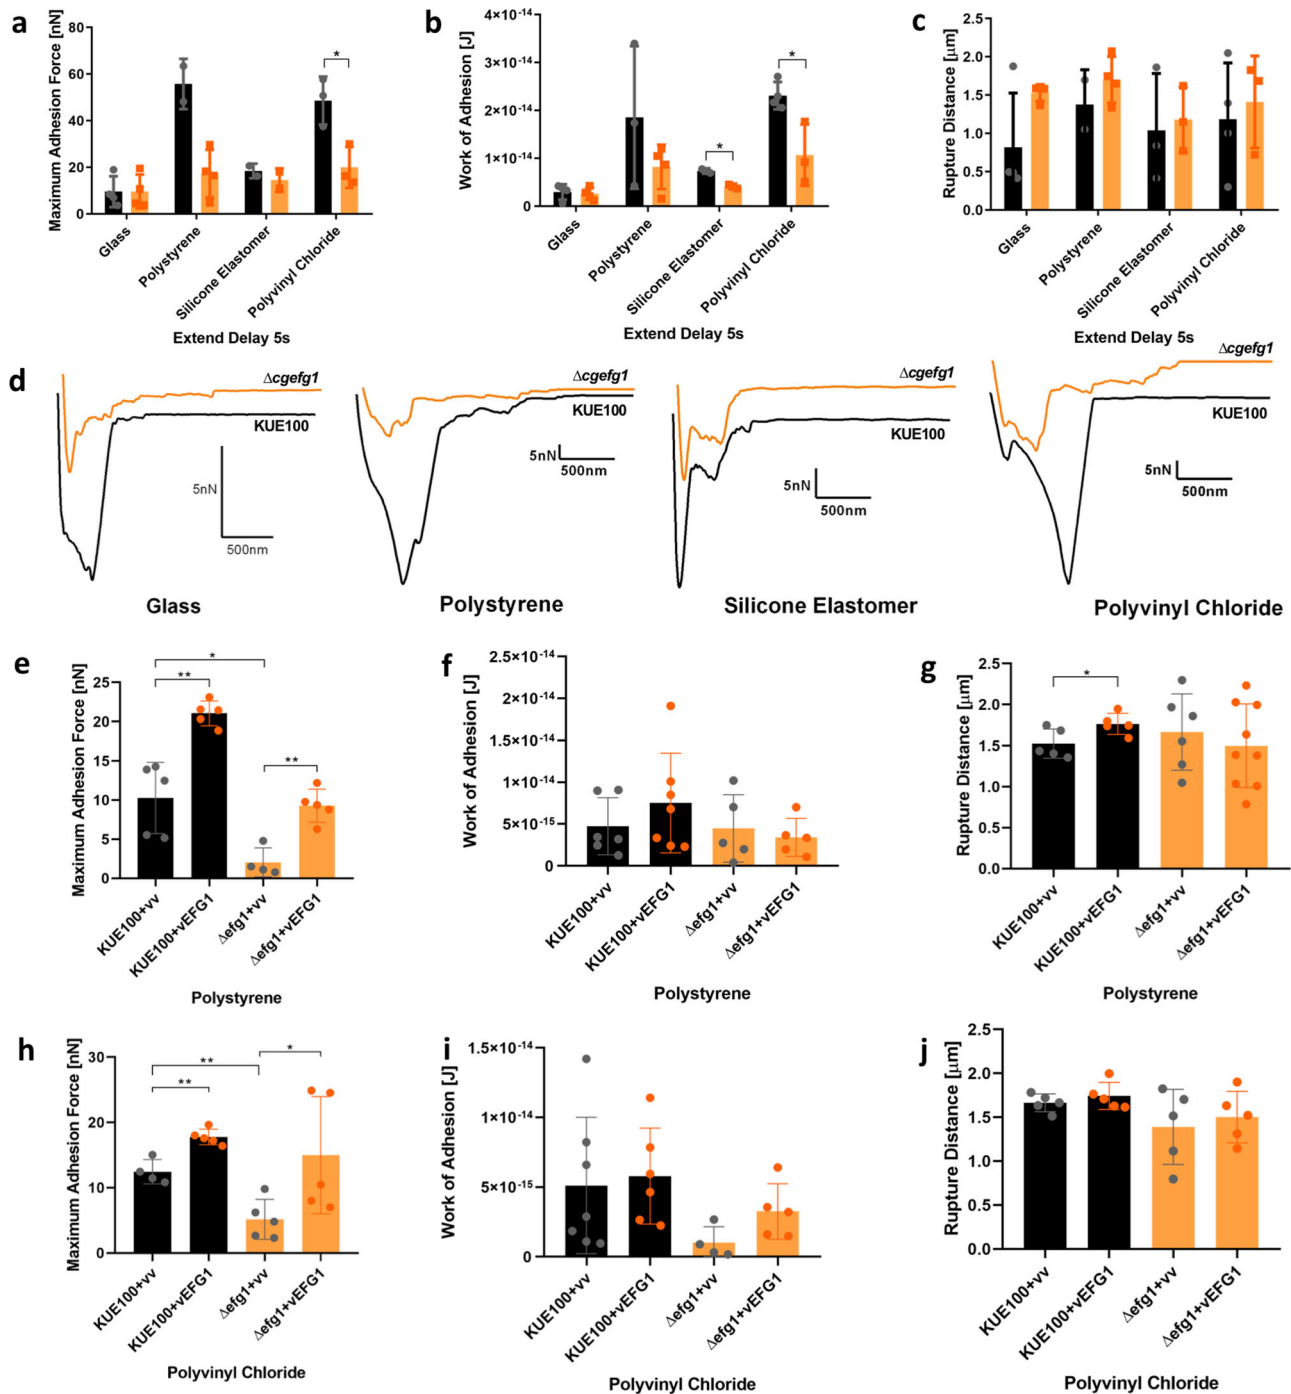 a
Maximum Adhesion Force [nN]
80
60
40
20
0
*
Glass
Polystyrene
Silicone Elastomer
Polyvinyl Chloride
Extend Delay 5s
b
Work of Adhesion [J]
4×10⁻¹⁴
3×10⁻¹⁴
2×10⁻¹⁴
1×10⁻¹⁴
0
*
*
Glass
Polystyrene
Silicone Elastomer
Polyvinyl Chloride
Extend Delay 5s
c
Rupture Distance [µm]
2.5
2.0
1.5
1.0
0.5
0.0
Glass
Polystyrene
Silicone Elastomer
Polyvinyl Chloride
Extend Delay 5s
d
Δcgefg1
KUE100
5nN
500nm
Glass
Δcgefg1
KUE100
5nN
500nm
Polystyrene
Δcgefg1
KUE100
5nN
500nm
Silicone Elastomer
Δcgefg1
KUE100
5nN
500nm
Polyvinyl Chloride
e
Maximum Adhesion Force [nN]
25
20
15
10
5
0
*
**
**
KUE100+vv
KUE100+vEFG1
Δefg1+vv
Δefg1+vEFG1
Polystyrene
f
Work of Adhesion [J]
2.5×10⁻¹⁴
2×10⁻¹⁴
1.5×10⁻¹⁴
1×10⁻¹⁴
5×10⁻¹⁵
0
KUE100+vv
KUE100+vEFG1
Δefg1+vv
Δefg1+vEFG1
Polystyrene
g
Rupture Distance [µm]
2.5
2.0
1.5
1.0
0.5
0.0
*
KUE100+vv
KUE100+vEFG1
Δefg1+vv
Δefg1+vEFG1
Polystyrene
h
Maximum Adhesion Force [nN]
30
20
10
0
**
**
*
KUE100+vv
KUE100+vEFG1
Δefg1+vv
Δefg1+vEFG1
Polyvinyl Chloride
i
Work of Adhesion [J]
1.5×10⁻¹⁴
1×10⁻¹⁴
5×10⁻¹⁵
0
KUE100+vv
KUE100+vEFG1
Δefg1+vv
Δefg1+vEFG1
Polyvinyl Chloride
j
Rupture Distance [µm]
2.5
2.0
1.5
1.0
0.5
0.0
KUE100+vv
KUE100+vEFG1
Δefg1+vv
Δefg1+vEFG1
Polyvinyl Chloride